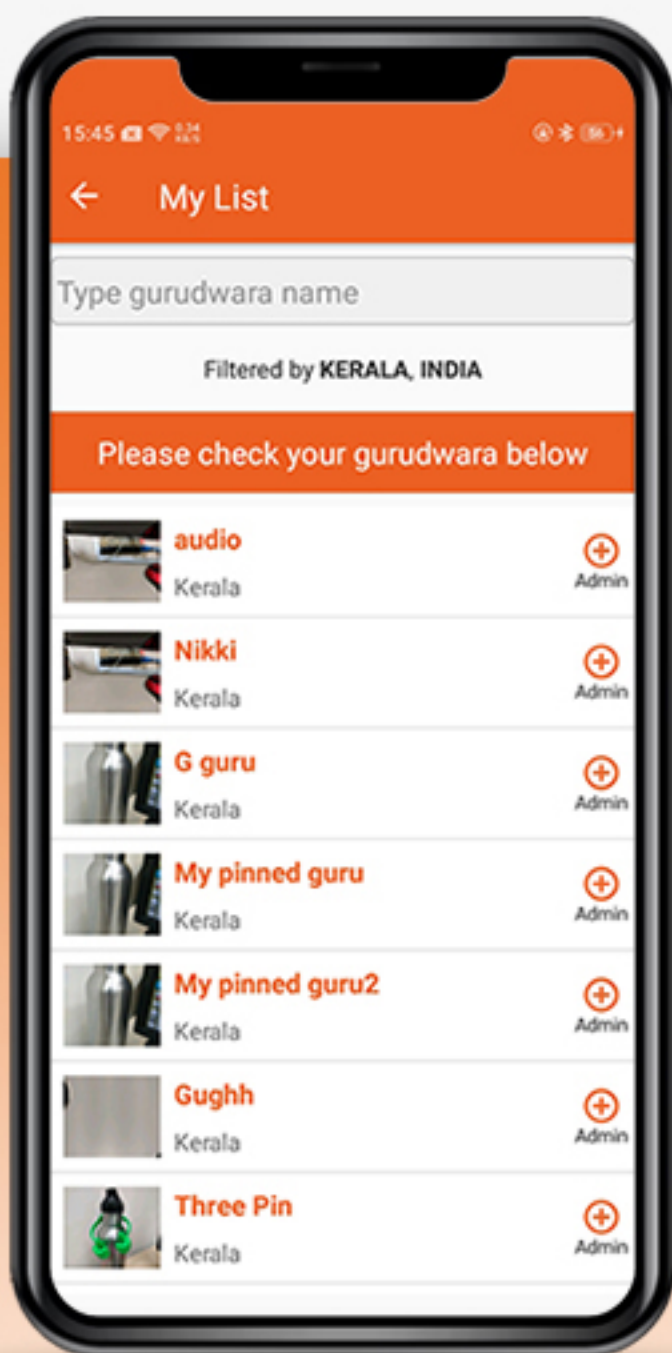 15:45
My List
Type gurudwara name
Filtered by KERALA, INDIA
Please check your gurudwara below
audio
Kerala
Admin
Nikki
Kerala
Admin
G guru
Kerala
Admin
My pinned guru
Kerala
Admin
My pinned guru2
Kerala
Admin
Gughh
Kerala
Admin
Three Pin
Kerala
Admin